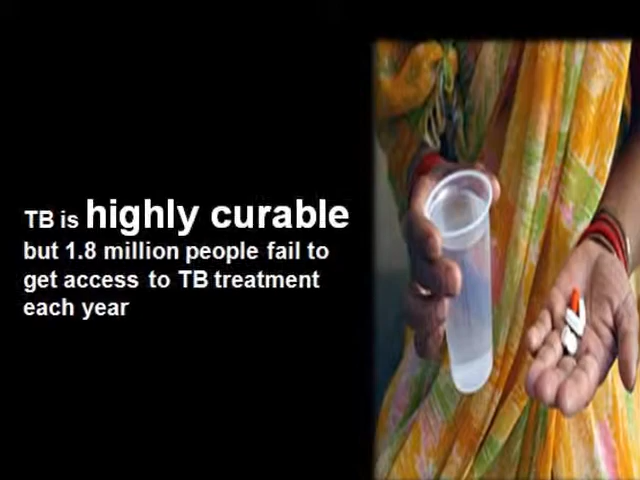 TB is highly curable
but 1.8 million people fail to
get access to TB treatment
each year